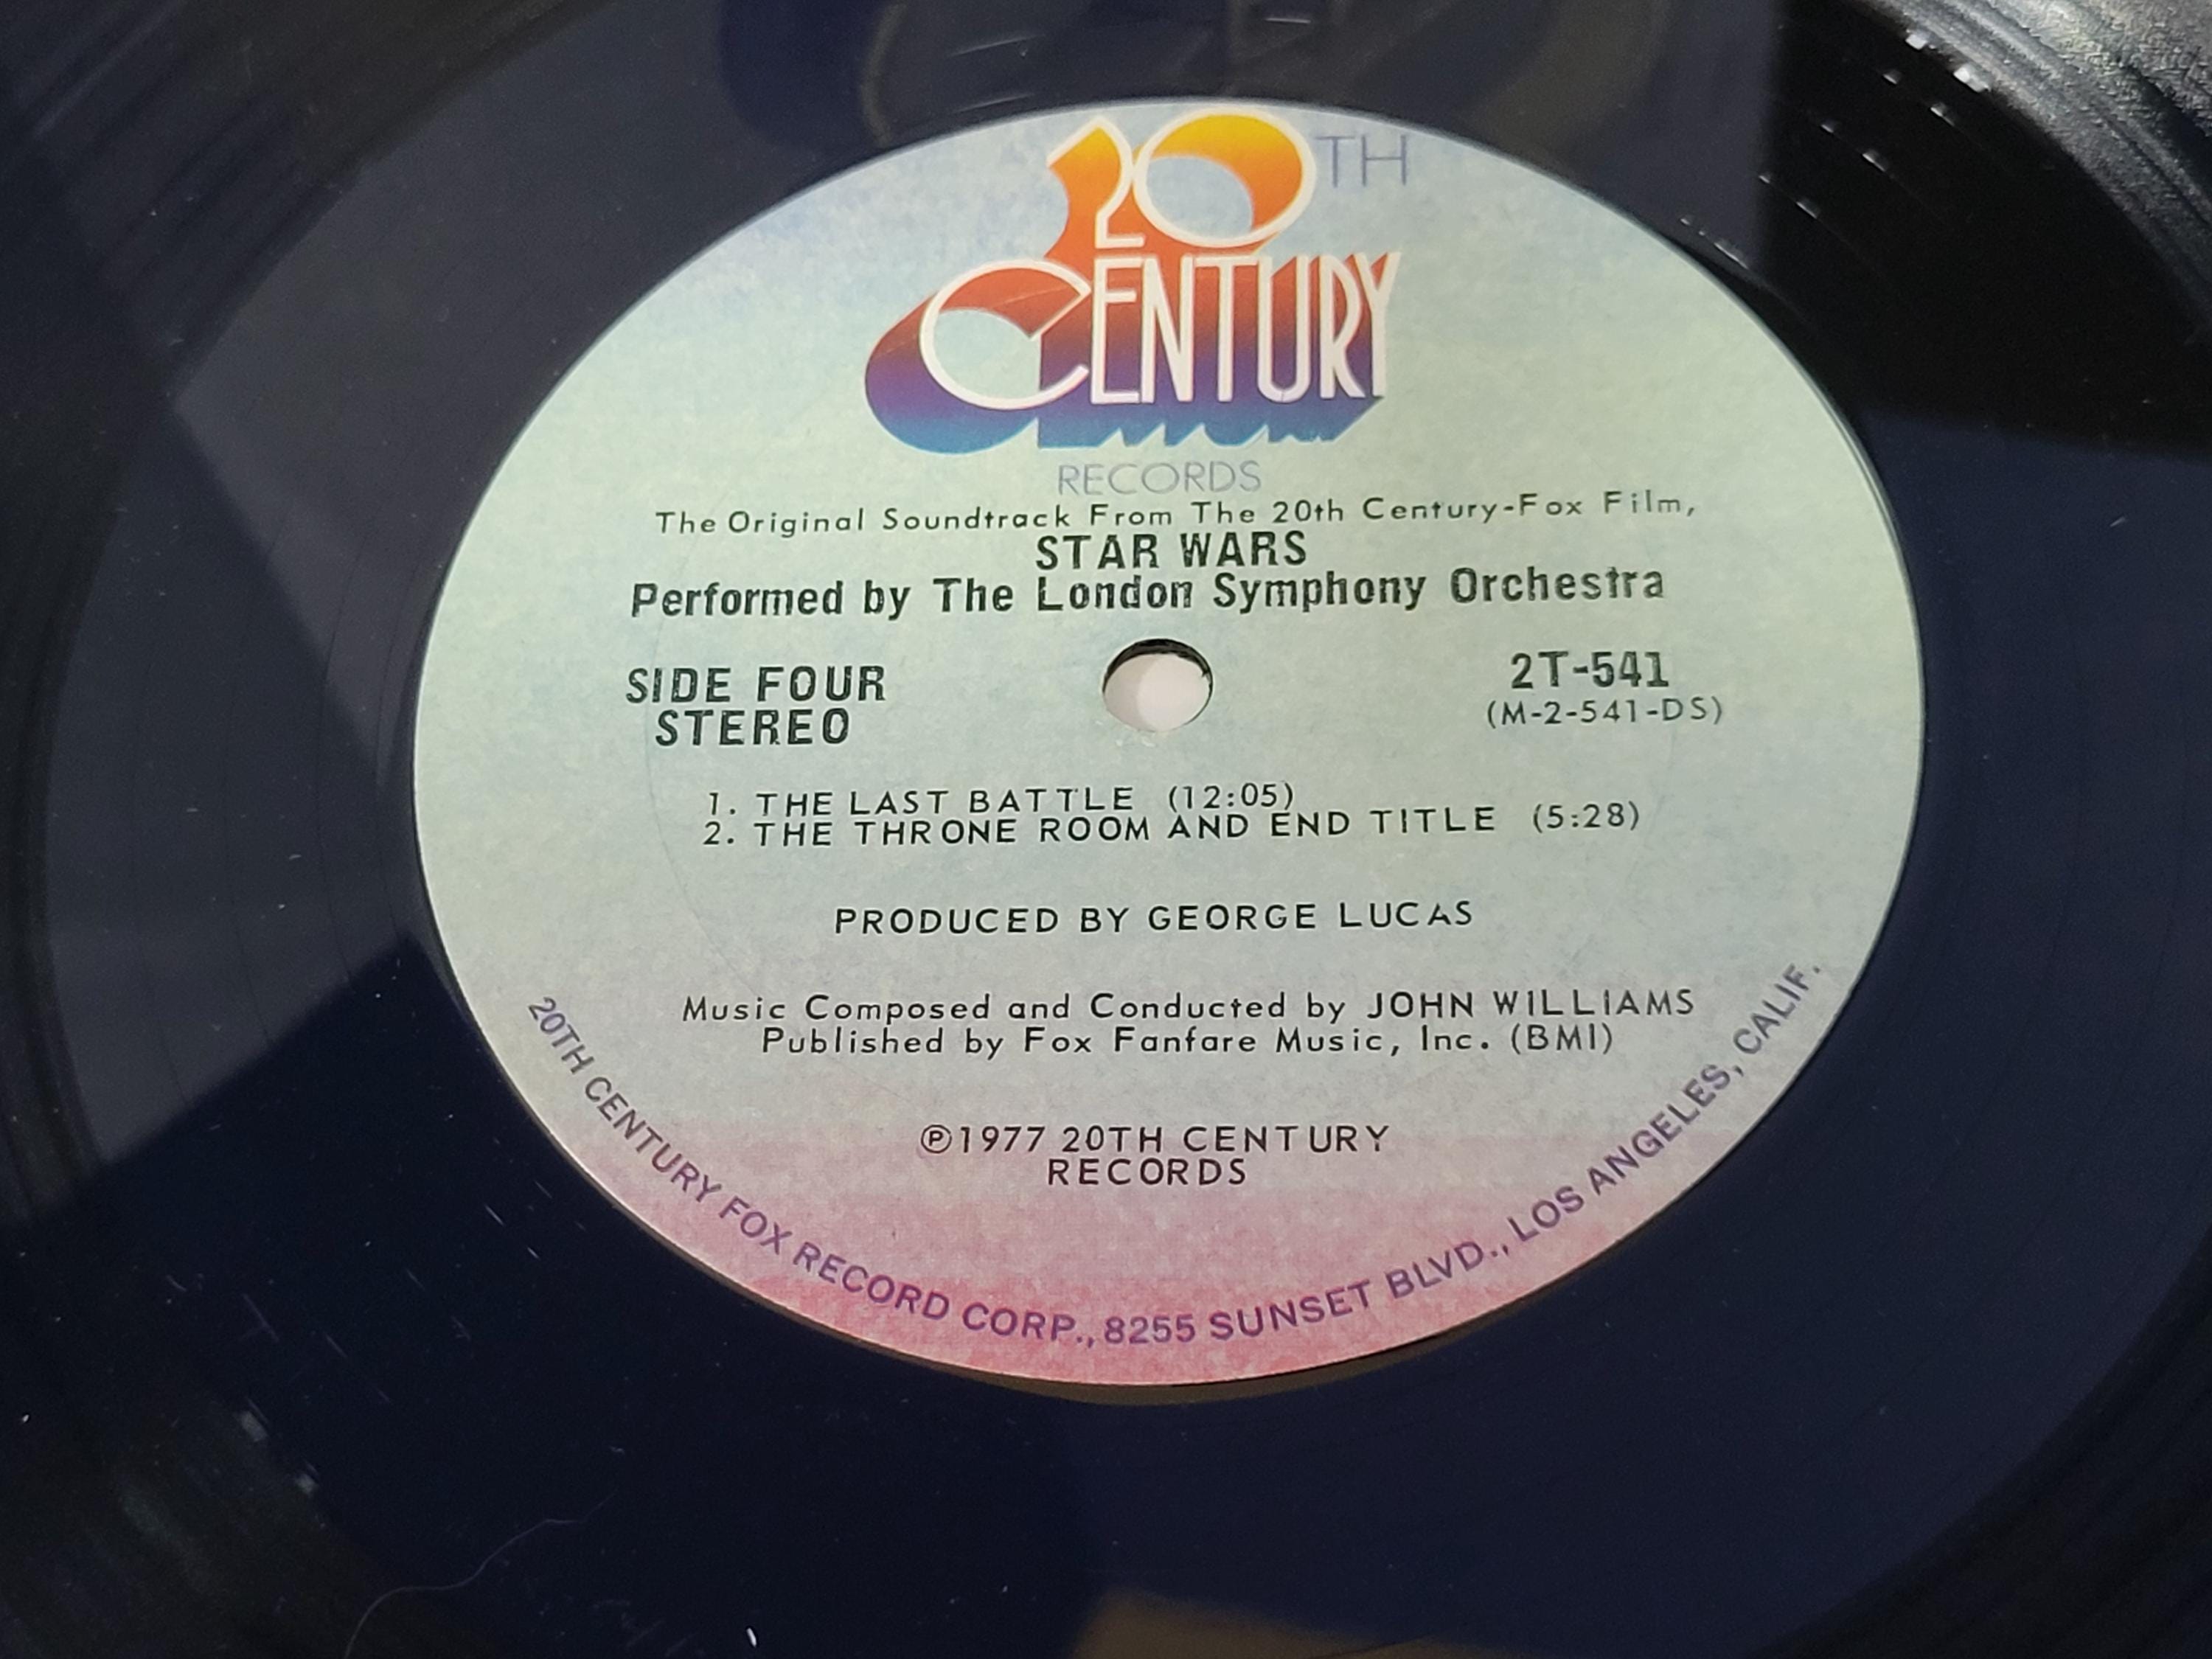 20TH
CENTURY
RECORDS
The Original Soundtrack From The 20th Century-Fox Film,
STAR WARS
Performed by The London Symphony Orchestra
SIDE FOUR
STEREO
2T-541
(M-2-541-DS)
1. THE LAST BATTLE (12:05)
2. THE THRONE ROOM AND END TITLE (5:28)
PRODUCED BY GEORGE LUCAS
Music Composed and Conducted by JOHN WILLIAMS
Published by Fox Fanfare Music, Inc. (BMI)
℗1977 20TH CENTURY
RECORDS
20TH CENTURY FOX RECORD CORP., 8255 SUNSET BLVD., LOS ANGELES, CALIF.